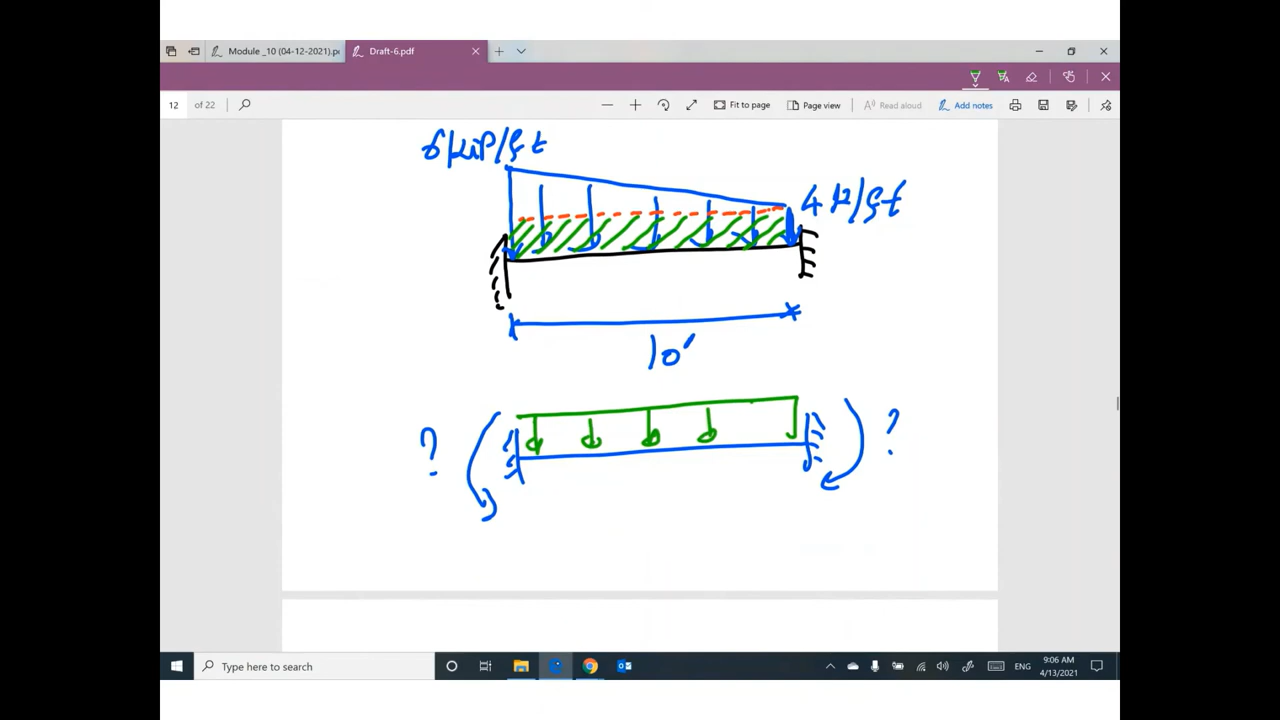 Module _10 (04-12-2021).p
Draft-6.pdf
12 of 22
Fit to page
Page view
Read aloud
Add notes
6 kip/ft
4 k/ft
10'
? ?
Type here to search
ENG
9:06 AM
4/13/2021